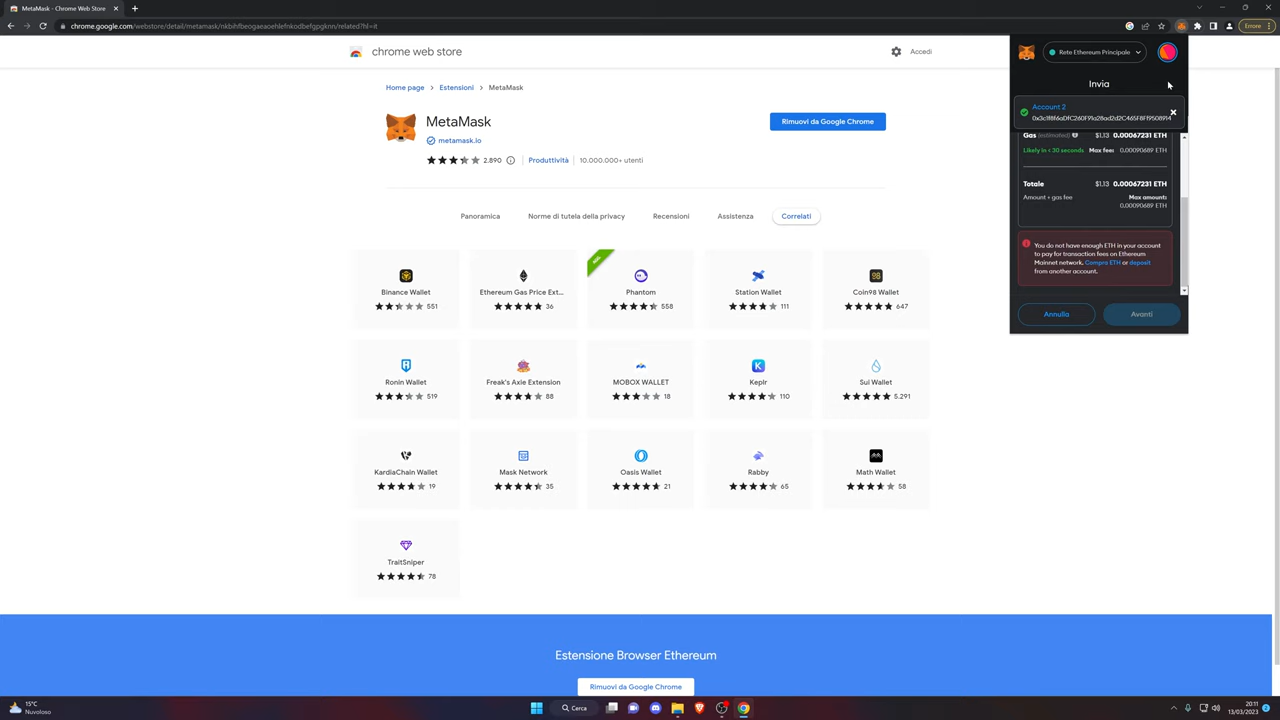 MetaMask - Chrome Web Store
chrome.google.com/webstore/detail/metamask/nkbihfbeogaeaoehlefnkodbefgpgknn/related?hl=it
Errore
chrome web store
Accedi
Home page
Estensioni
MetaMask
MetaMask
metamask.io
2.890
Produttività
10.000.000+ utenti
Rimuovi da Google Chrome
Panoramica
Norme di tutela della privacy
Recensioni
Assistenza
Correlati
Binance Wallet
551
Ethereum Gas Price Ext...
36
AGG
Phantom
558
Station Wallet
111
Coin98 Wallet
647
Ronin Wallet
519
Freak's Axie Extension
88
MOBOX WALLET
18
Keplr
110
Sui Wallet
5.291
KardiaChain Wallet
19
Mask Network
35
Oasis Wallet
21
Rabby
65
Math Wallet
58
TraitSniper
78
Estensione Browser Ethereum
Rimuovi da Google Chrome
Rete Ethereum Principale
Invia
Account 2
Gas (estimated) $1.13 0.00067231 ETH
Likely in < 30 seconds Max fee: 0.00090689 ETH
Totale $1.13 0.00067231 ETH
Amount + gas fee Max amount:
0.00090689 ETH
You do not have enough ETH in your account
to pay for transaction fees on Ethereum
Mainnet network. Compra ETH or deposit
from another account.
Annulla
Avanti
15°C
Nuvoloso
Cerca
20:11
13/03/2023